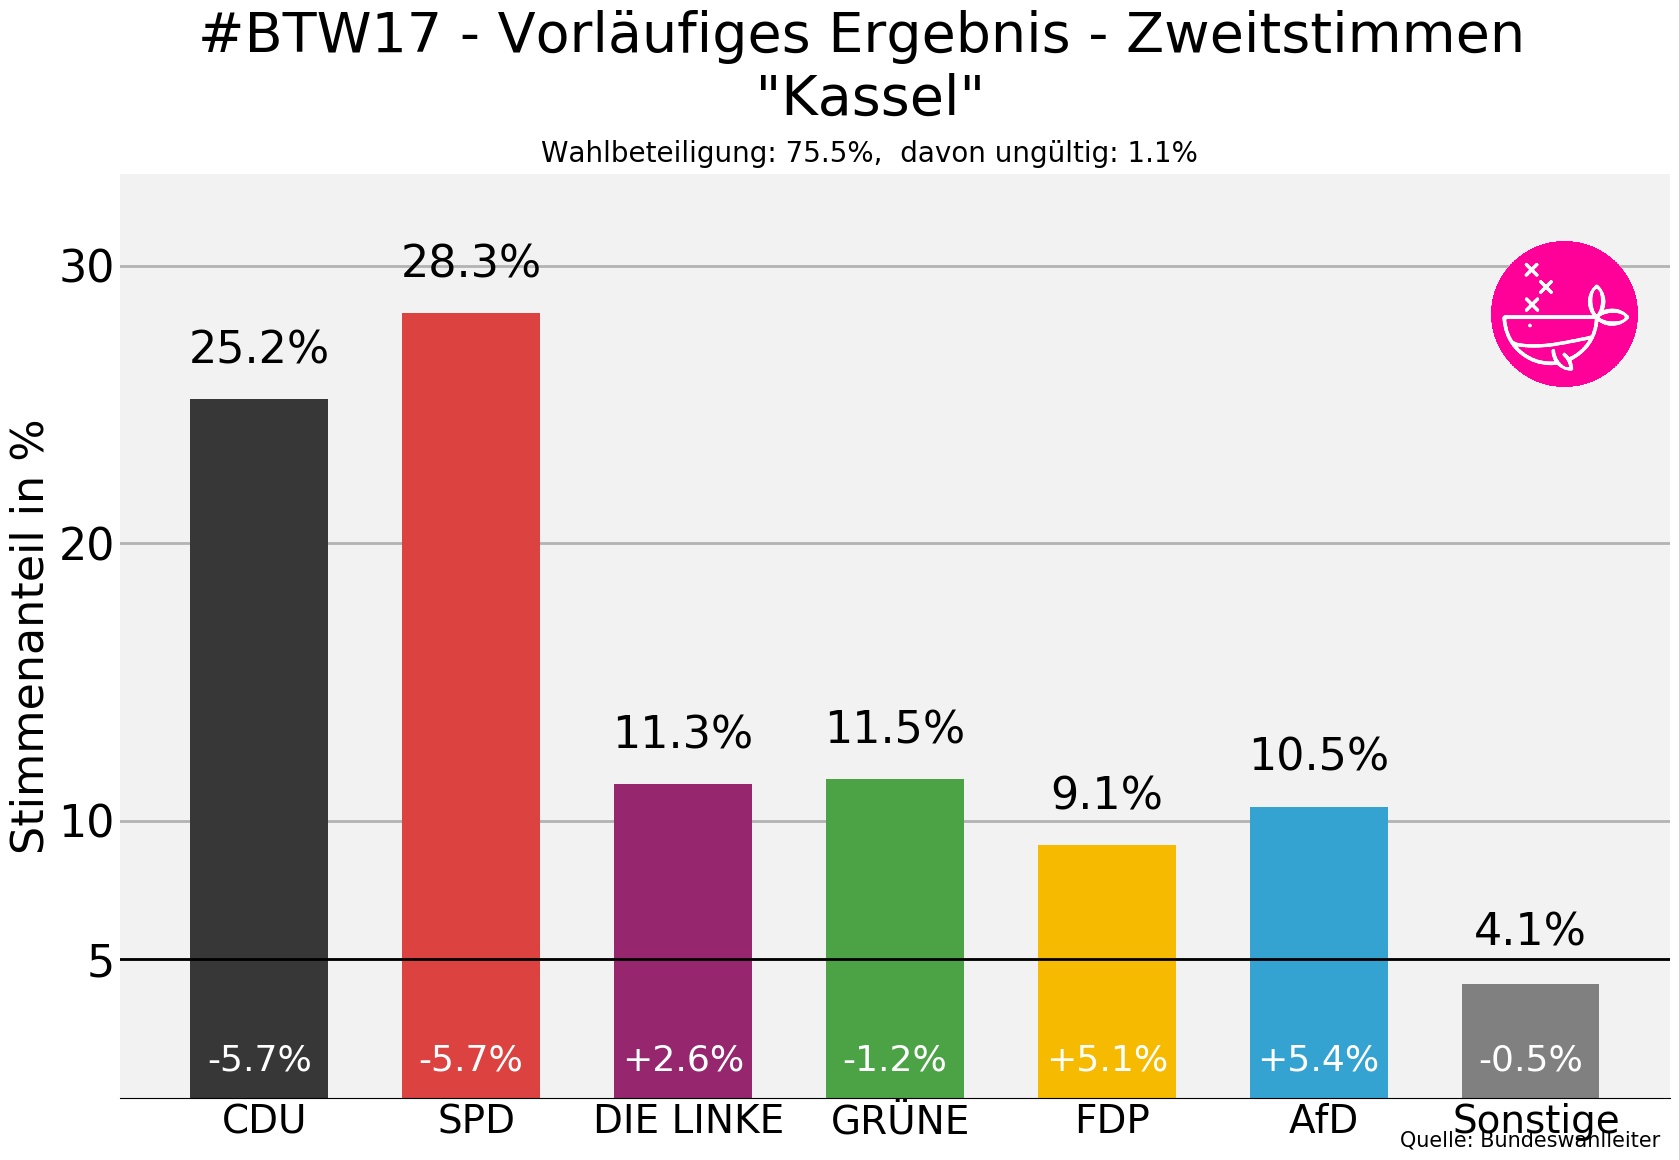 #BTW17 - Vorläufiges Ergebnis - Zweitstimmen
"Kassel"
Wahlbeteiligung: 75.5%, davon ungültig: 1.1%
Stimmenanteil in %
30
20
10
5
25.2%
28.3%
11.3%
11.5%
9.1%
10.5%
4.1%
-5.7%
-5.7%
+2.6%
-1.2%
+5.1%
+5.4%
-0.5%
CDU
SPD
DIE LINKE
GRÜNE
FDP
AfD
Sonstige
Quelle: Bundeswahlleiter